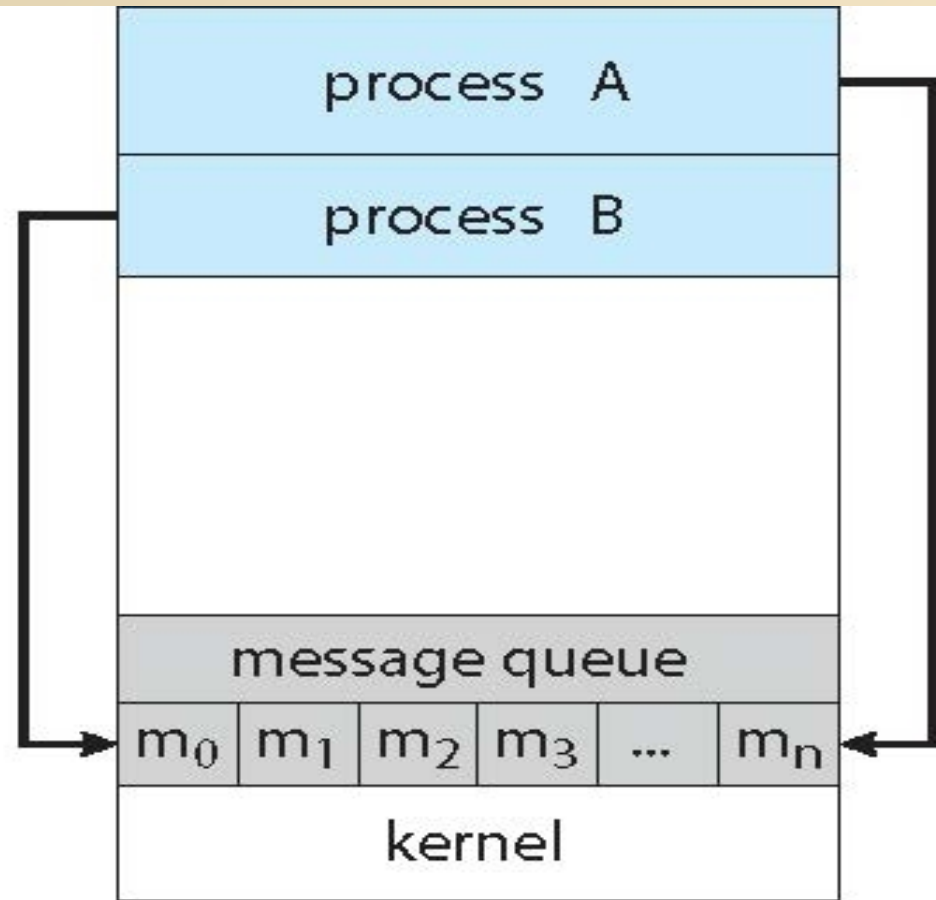 process A
process B
message queue
m₀ m₁ m₂ m₃ ... mₙ
kernel